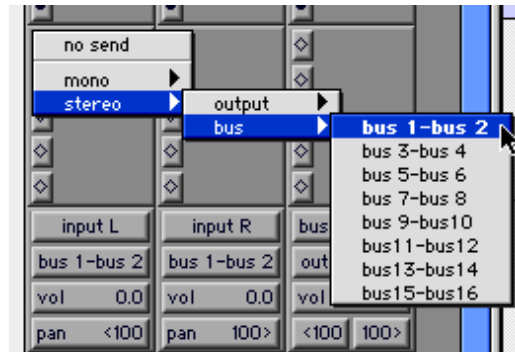 no send
mono
stereo
output
bus
bus 1-bus 2
bus 3-bus 4
bus 5-bus 6
bus 7-bus 8
bus 9-bus10
bus11-bus12
bus13-bus14
bus15-bus16
input L
input R
bus
bus 1-bus 2
bus 1-bus 2
out
vol 0.0
vol 0.0
vol
pan <100
pan 100>
<100 100>